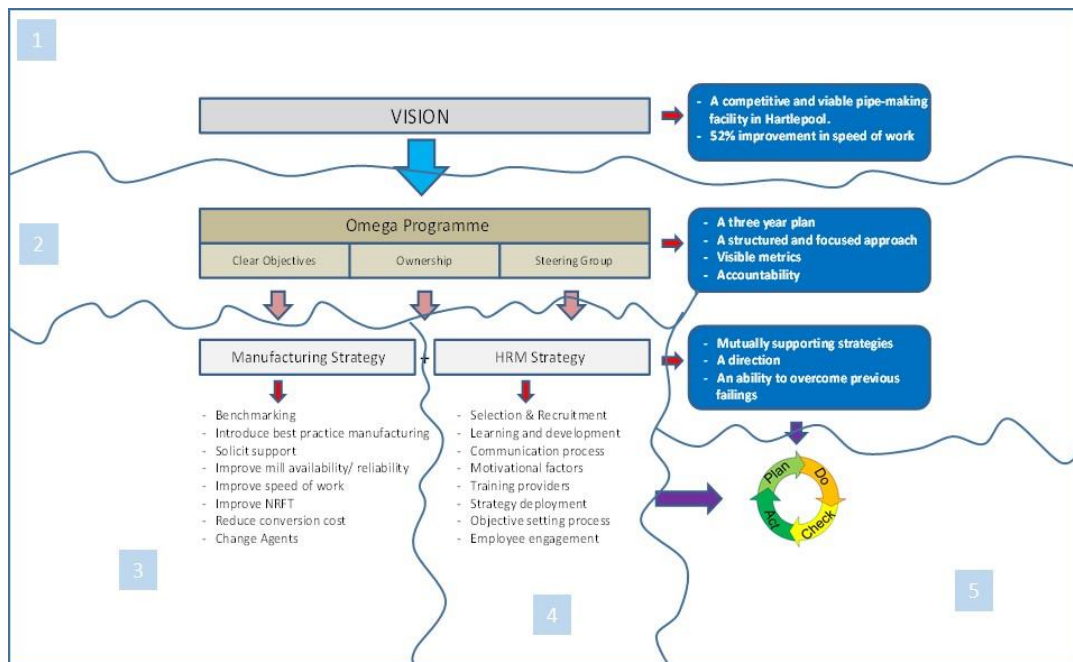 1
VISION
- A competitive and viable pipe-making
facility in Hartlepool.
- 52% improvement in speed of work
2
Omega Programme
Clear Objectives
Ownership
Steering Group
- A three year plan
- A structured and focused approach
- Visible metrics
- Accountability
Manufacturing Strategy
+
HRM Strategy
- Mutually supporting strategies
- A direction
- An ability to overcome previous
failings
- Benchmarking
- Introduce best practice manufacturing
- Solicit support
- Improve mill availability/ reliability
- Improve speed of work
- Improve NRFT
- Reduce conversion cost
- Change Agents
- Selection & Recruitment
- Learning and development
- Communication process
- Motivational factors
- Training providers
- Strategy deployment
- Objective setting process
- Employee engagement
Plan
Do
Check
Act
3
4
5